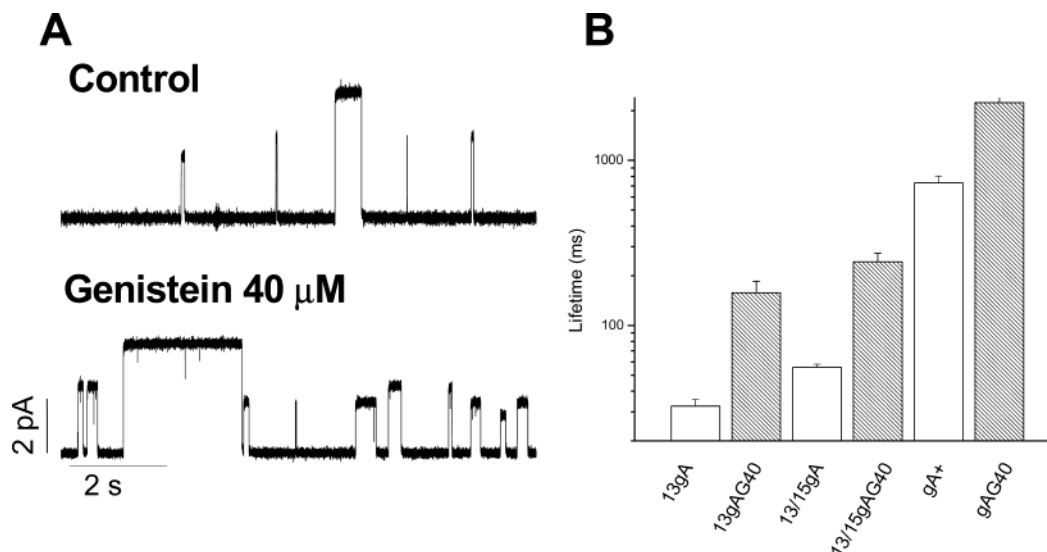 A
Control
Genistein 40 μM
2 pA
2 s
B
Lifetime (ms)
1000
100
13gA
13gAG40
13/15gA
13/15gAG40
gA+
gAG40